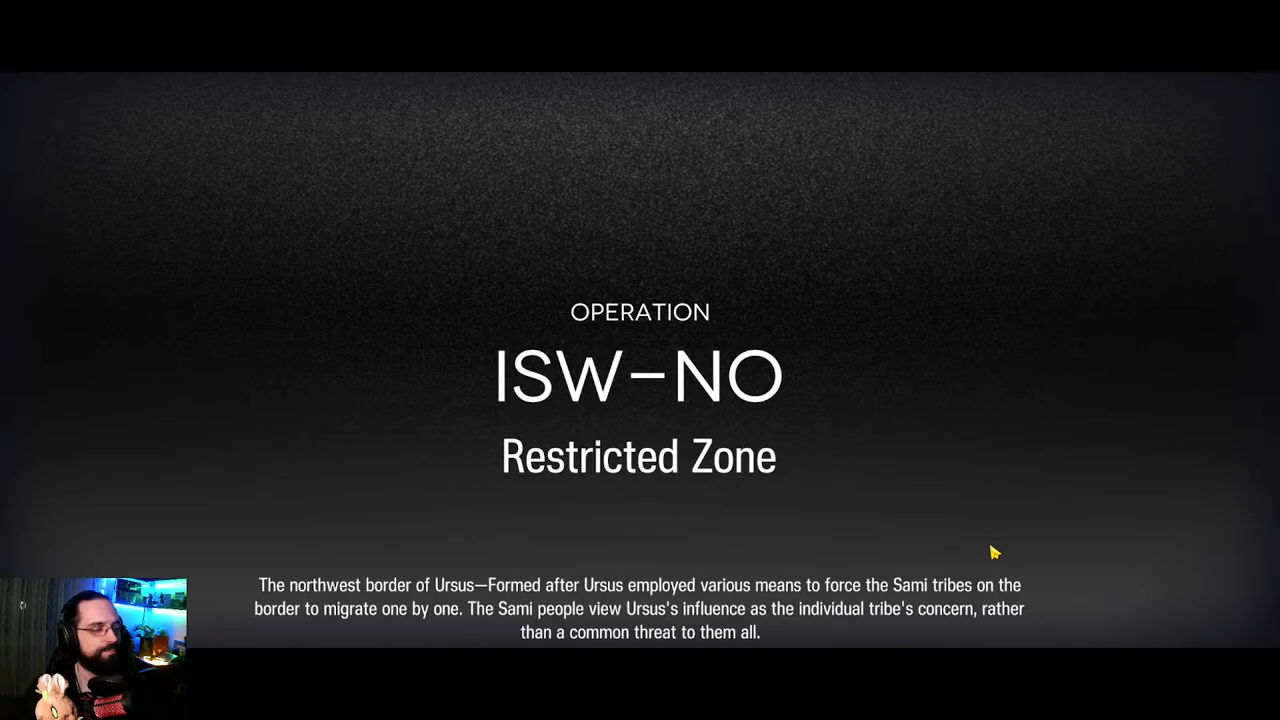 OPERATION
ISW-NO
Restricted Zone
The northwest border of Ursus—Formed after Ursus employed various means to force the Sami tribes on the
border to migrate one by one. The Sami people view Ursus's influence as the individual tribe's concern, rather
than a common threat to them all.